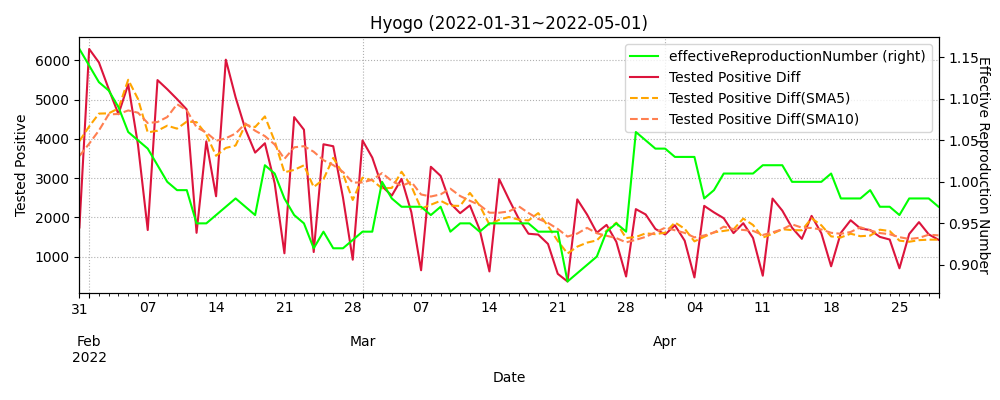 Hyogo (2022-01-31~2022-05-01)
effectiveReproductionNumber (right)
Tested Positive Diff
Tested Positive Diff(SMA5)
Tested Positive Diff(SMA10)
Tested Positive
6000
5000
4000
3000
2000
1000
1.15
1.10
1.05
1.00
0.95
0.90
Effective Reproduction Number
31 07 14 21 28 07 14 21 28 04 11 18 25
Feb Mar Apr
2022
Date